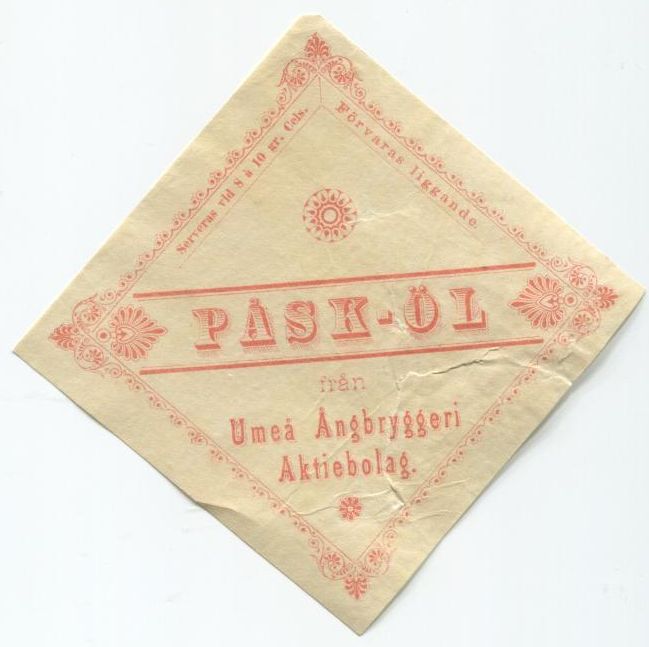 Serveras vid 8 à 10 gr. Cels.
Förvaras liggande.
PÅSK-ÖL
från
Umeå Ångbryggeri
Aktiebolag.